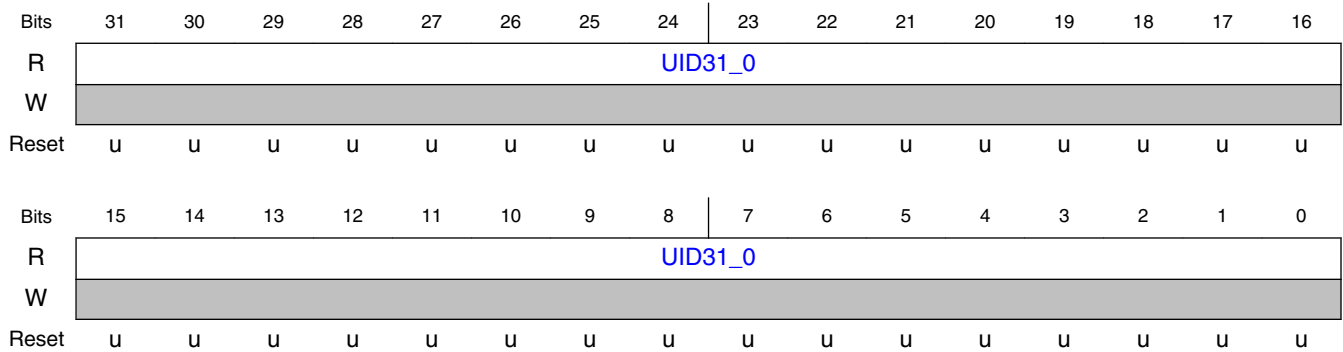 Bits 31 30 29 28 27 26 25 24 23 22 21 20 19 18 17 16
R UID31_0
W
Reset u u u u u u u u u u u u u u u u
Bits 15 14 13 12 11 10 9 8 7 6 5 4 3 2 1 0
R UID31_0
W
Reset u u u u u u u u u u u u u u u u